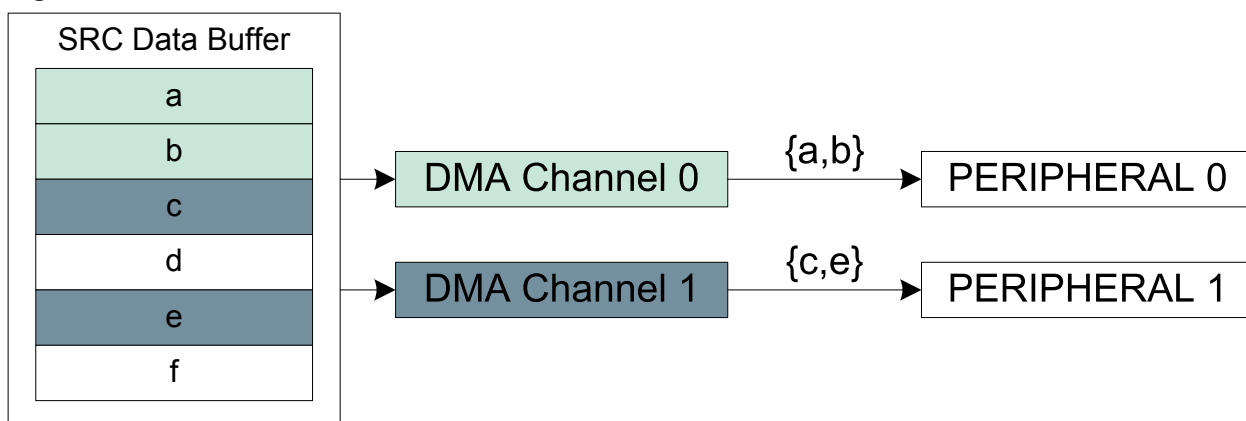 SRC Data Buffer
a
b
c
d
e
f
DMA Channel 0
{a,b}
PERIPHERAL 0
DMA Channel 1
{c,e}
PERIPHERAL 1